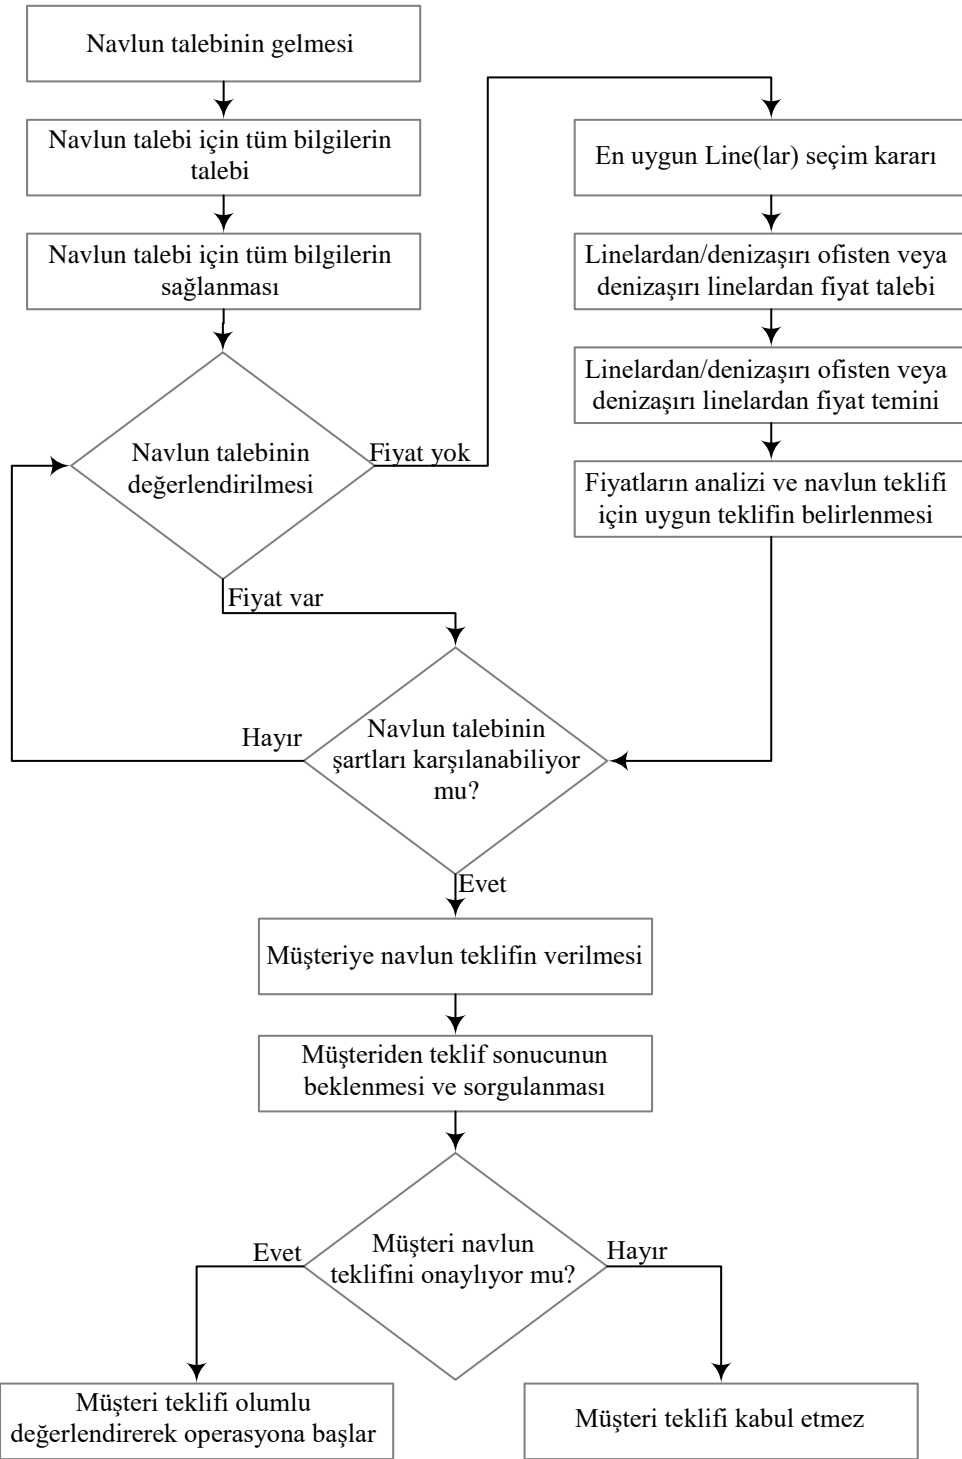 Navlun talebinin gelmesi
Navlun talebi için tüm bilgilerin
talebi
Navlun talebi için tüm bilgilerin
sağlanması
Navlun talebinin
değerlendirilmesi
Fiyat yok
Fiyat var
En uygun Line(lar) seçim kararı
Linelardan/denizaşırı ofisten veya
denizaşırı linelardan fiyat talebi
Linelardan/denizaşırı ofisten veya
denizaşırı linelardan fiyat temini
Fiyatların analizi ve navlun teklifi
için uygun teklifin belirlenmesi
Hayır
Navlun talebinin
şartları karşılanabiliyor
mu?
Evet
Müşteriye navlun teklifin verilmesi
Müşteriden teklif sonucunun
beklenmesi ve sorgulanması
Müşteri navlun
teklifini onaylıyor mu?
Evet
Hayır
Müşteri teklifi olumlu
değerlendirerek operasyona başlar
Müşteri teklifi kabul etmez